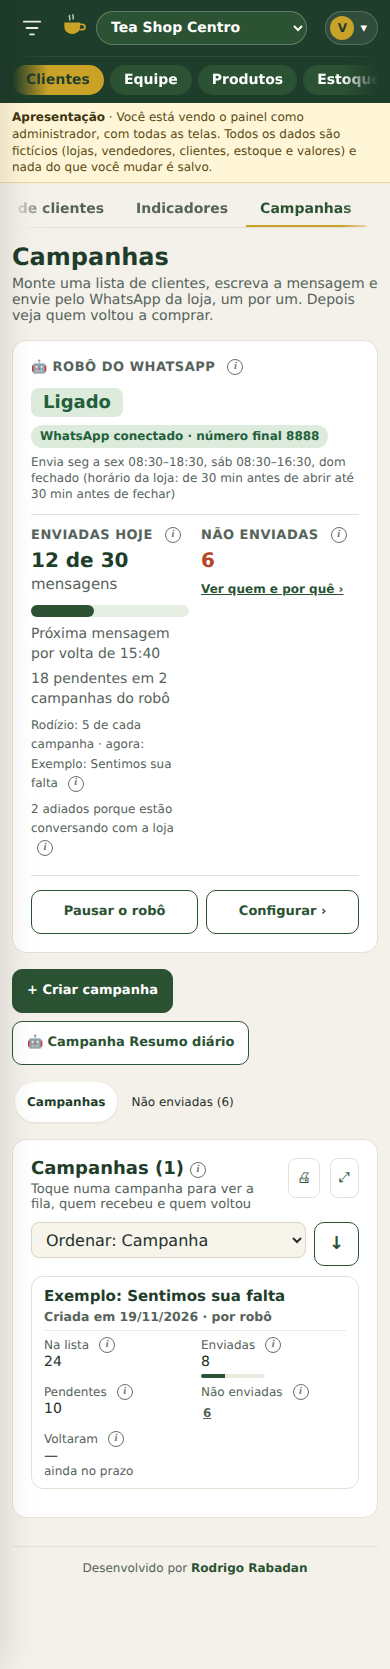 Tea Shop Centro
V ▾
Clientes Equipe Produtos Estoque
Apresentação · Você está vendo o painel como
administrador, com todas as telas. Todos os dados são
fictícios (lojas, vendedores, clientes, estoque e valores) e
nada do que você mudar é salvo.
de clientes Indicadores Campanhas
Campanhas
Monte uma lista de clientes, escreva a mensagem e
envie pelo WhatsApp da loja, um por um. Depois
veja quem voltou a comprar.
🤖 ROBÔ DO WHATSAPP i
Ligado
WhatsApp conectado · número final 8888
Envia seg a sex 08:30–18:30, sáb 08:30–16:30, dom
fechado (horário da loja: de 30 min antes de abrir até
30 min antes de fechar)
ENVIADAS HOJE i
12 de 30
mensagens
Próxima mensagem
por volta de 15:40
18 pendentes em 2
campanhas do robô
Rodízio: 5 de cada
campanha · agora:
Exemplo: Sentimos sua
falta i
2 adiados porque estão
conversando com a loja
i
NÃO ENVIADAS i
6
Ver quem e por quê ›
Pausar o robô
Configurar ›
+ Criar campanha
🤖 Campanha Resumo diário
Campanhas Não enviadas (6)
Campanhas (1) i
Toque numa campanha para ver a
fila, quem recebeu e quem voltou
Ordenar: Campanha
↓
Exemplo: Sentimos sua falta
Criada em 19/11/2026 · por robô
Na lista i
24
Enviadas i
8
Pendentes i
10
Não enviadas i
6
Voltaram i
—
ainda no prazo
Desenvolvido por Rodrigo Rabadan